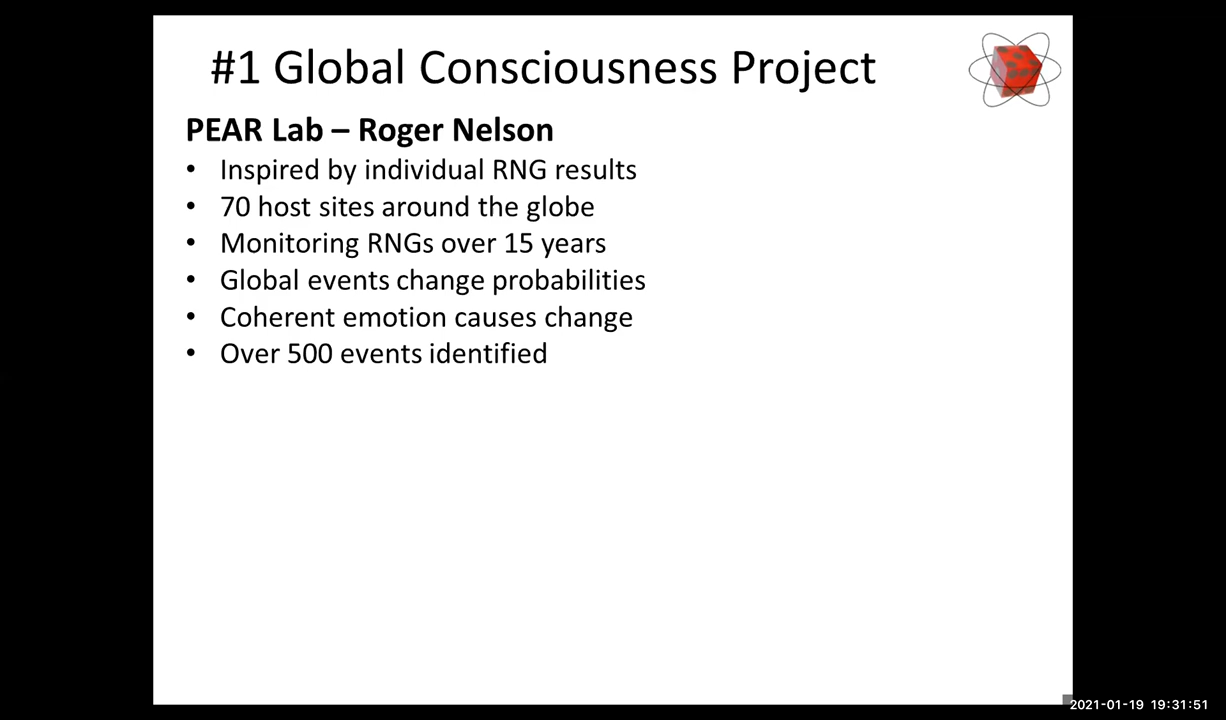 #1 Global Consciousness Project
PEAR Lab – Roger Nelson
• Inspired by individual RNG results
• 70 host sites around the globe
• Monitoring RNGs over 15 years
• Global events change probabilities
• Coherent emotion causes change
• Over 500 events identified
2021-01-19 19:31:51